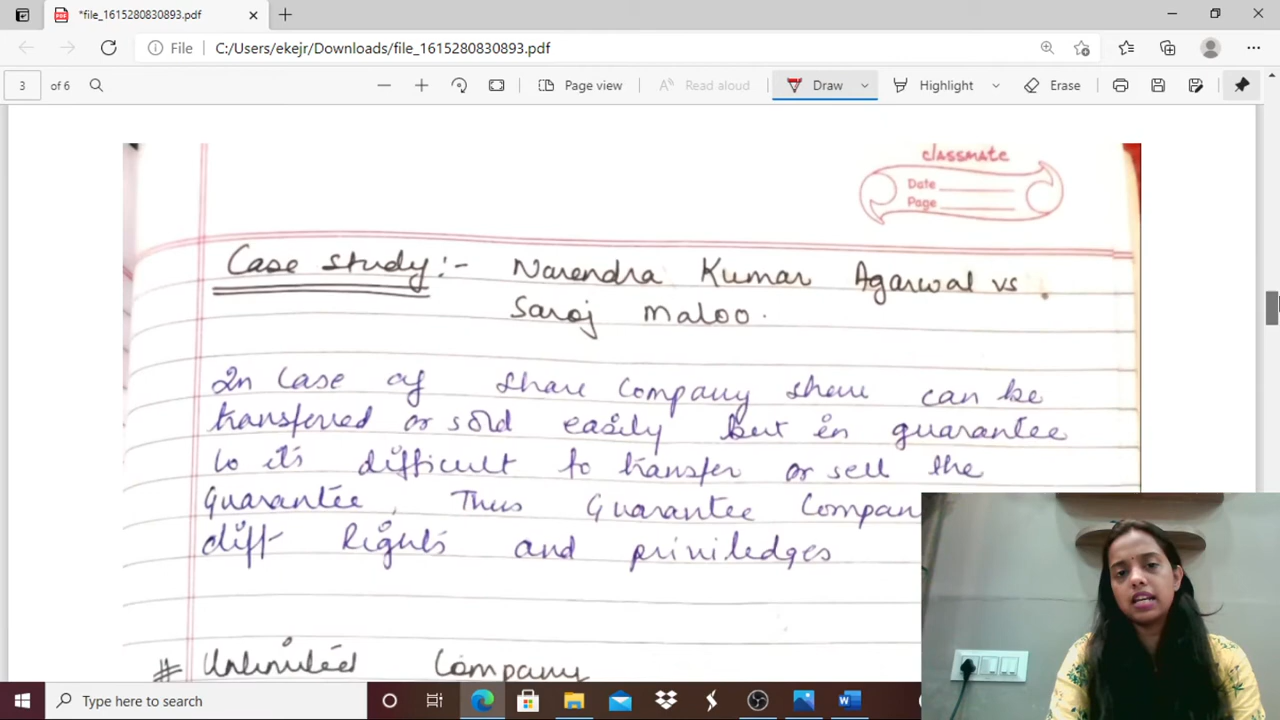 *file_1615280830893.pdf
File
C:/Users/ekejr/Downloads/file_1615280830893.pdf
3 of 6
Page view
Read aloud
Draw
Highlight
Erase
classmate
Date
Page
Case study :- Narendra Kumar Agarwal vs
Saroj maloo.
In Case of share company share can be
transferred or sold easily but in guarantee
Co it's difficult to transfer or sell the
guarantee, Thus Guarantee Compan
diff Rights and priviledges
# Unlimited Company
Type here to search